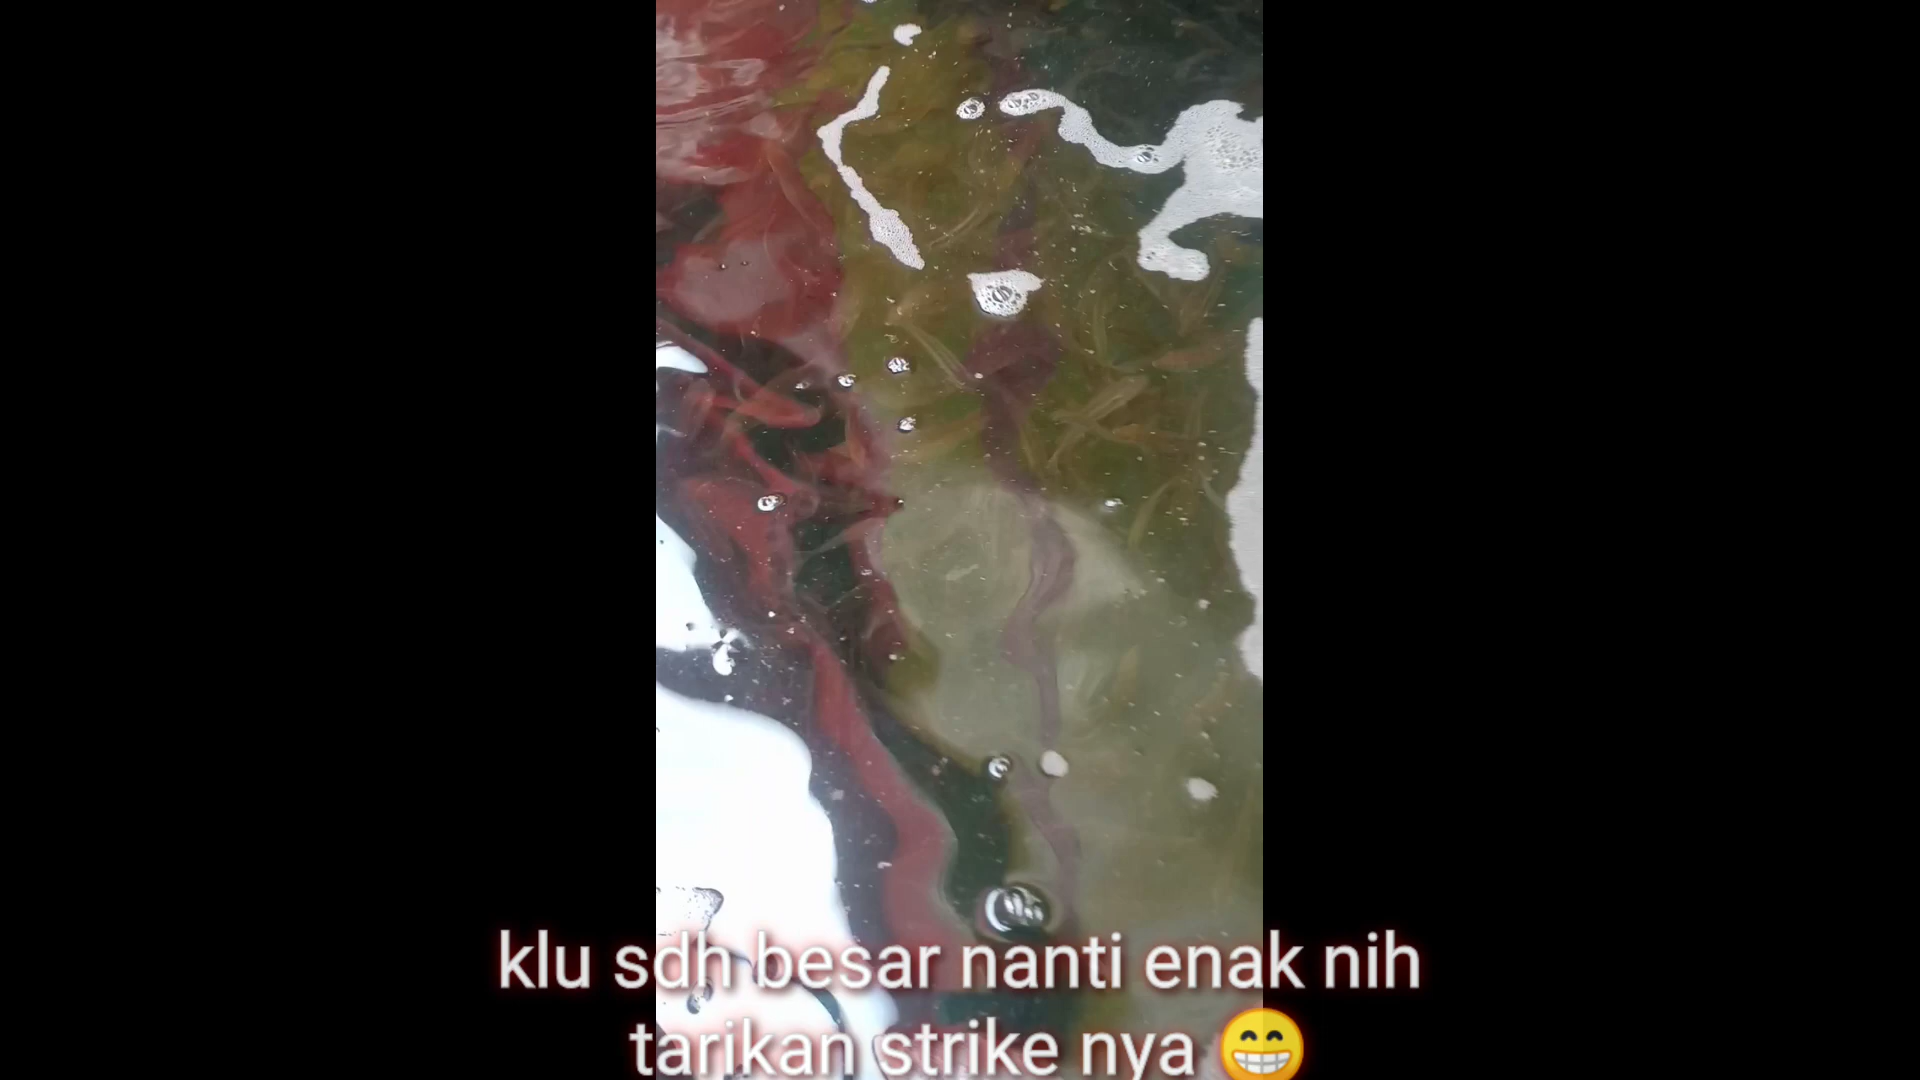 klu sdh besar nanti enak nih
tarikan strike nya 😁